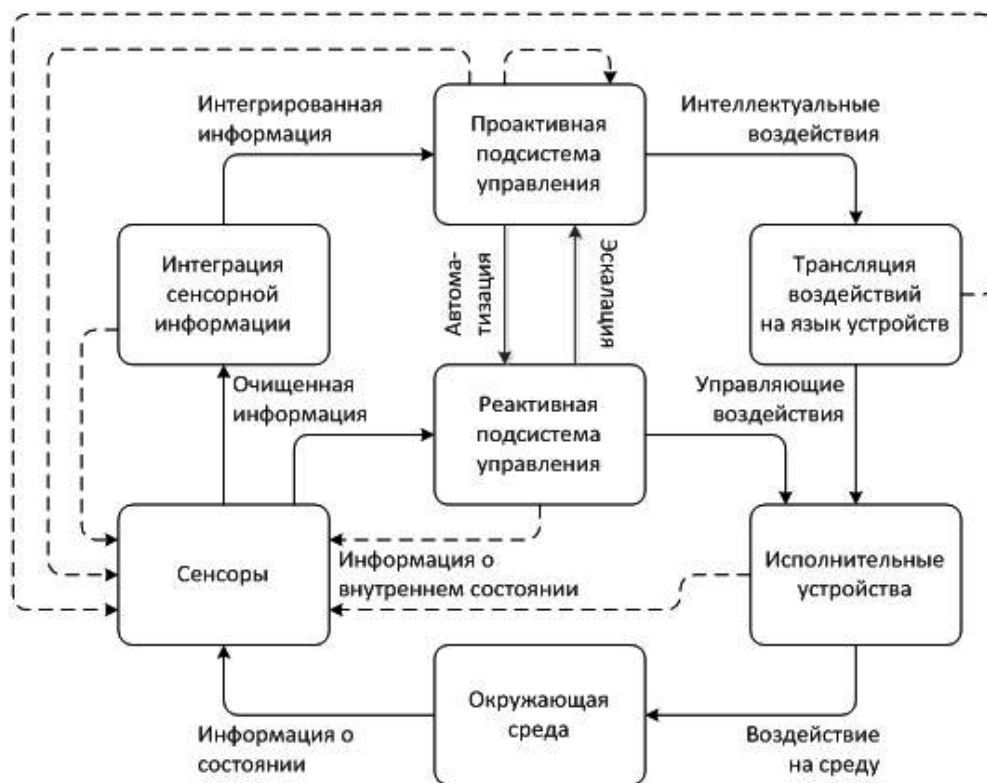 Интегрированная
информация
Проактивная
подсистема
управления
Интеллектуальные
воздействия
Интеграция
сенсорной
информации
Автома-
тизация
Эскалация
Трансляция
воздействий
на язык устройств
Очищенная
информация
Реактивная
подсистема
управления
Управляющие
воздействия
Сенсоры
Информация о
внутреннем состоянии
Исполнительные
устройства
Информация о
состоянии
Окружающая
среда
Воздействие
на среду